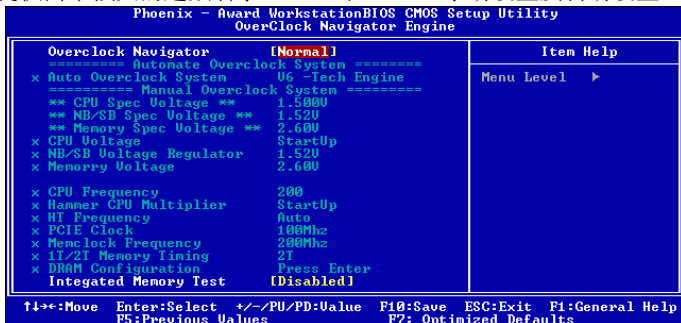 Phoenix - Award WorkstationBIOS CMOS Setup Utility
OverClock Navigator Engine
Overclock Navigator [Normal]
========= Automate Overclock System ========
x Auto Overclock System V6 -Tech Engine
========== Manual Overclock System =========
** CPU Spec Voltage ** 1.500V
** NB/SB Spec Voltage ** 1.52V
** Memory Spec Voltage ** 2.60V
x CPU Voltage StartUp
x NB/SB Voltage Regulator 1.52V
x Memorry Voltage 2.60V
x CPU Frequency 200
x Hammer CPU Multiplier StartUp
x HT Frequency Auto
x PCIE Clock 100Mhz
x Memclock Frequency 200Mhz
x 1T/2T Memory Timing 2T
x DRAM Configuration Press Enter
Integated Memory Test [Disabled]
Item Help
Menu Level ▶
↑↓→←:Move Enter:Select +/-/PU/PD:Value F10:Save ESC:Exit F1:General Help
F5:Previous Values F7: Optimized Defaults